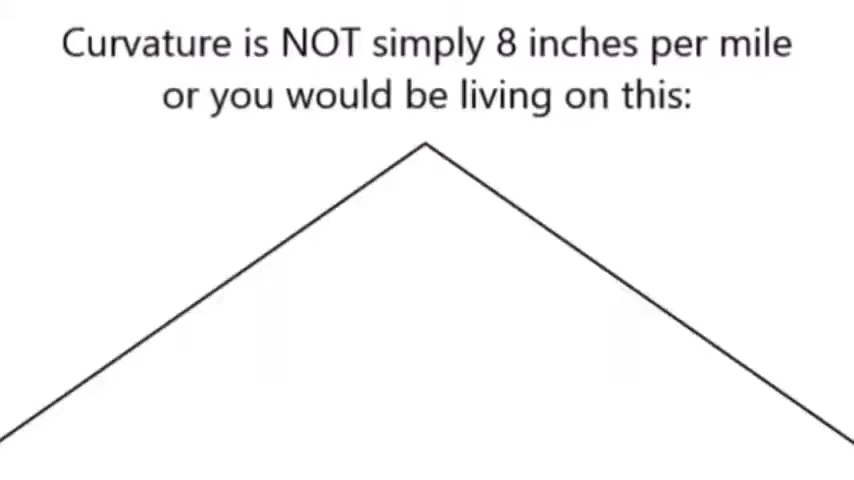 Curvature is NOT simply 8 inches per mile
or you would be living on this: